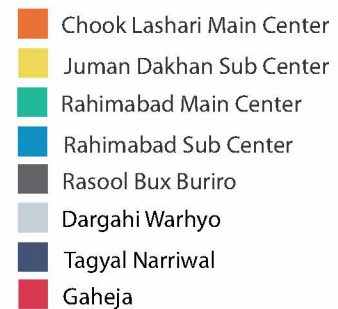 Chook Lashari Main Center
Juman Dakhan Sub Center
Rahimabad Main Center
Rahimabad Sub Center
Rasool Bux Buriro
Dargahi Warhyo
Tagyal Narriwal
Gaheja